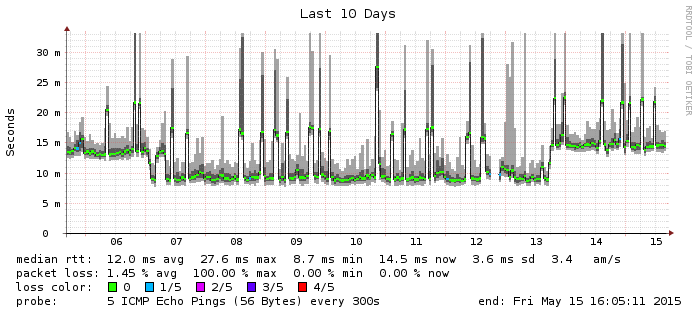 Last 10 Days
RRDTOOL / TOBI OETIKER
Seconds
30 m
25 m
20 m
15 m
10 m
5 m
0
06 07 08 09 10 11 12 13 14 15
median rtt: 12.0 ms avg 27.6 ms max 8.7 ms min 14.5 ms now 3.6 ms sd 3.4 am/s
packet loss: 1.45 % avg 100.00 % max 0.00 % min 0.00 % now
loss color: 0 1/5 2/5 3/5 4/5
probe: 5 ICMP Echo Pings (56 Bytes) every 300s end: Fri May 15 16:05:11 2015